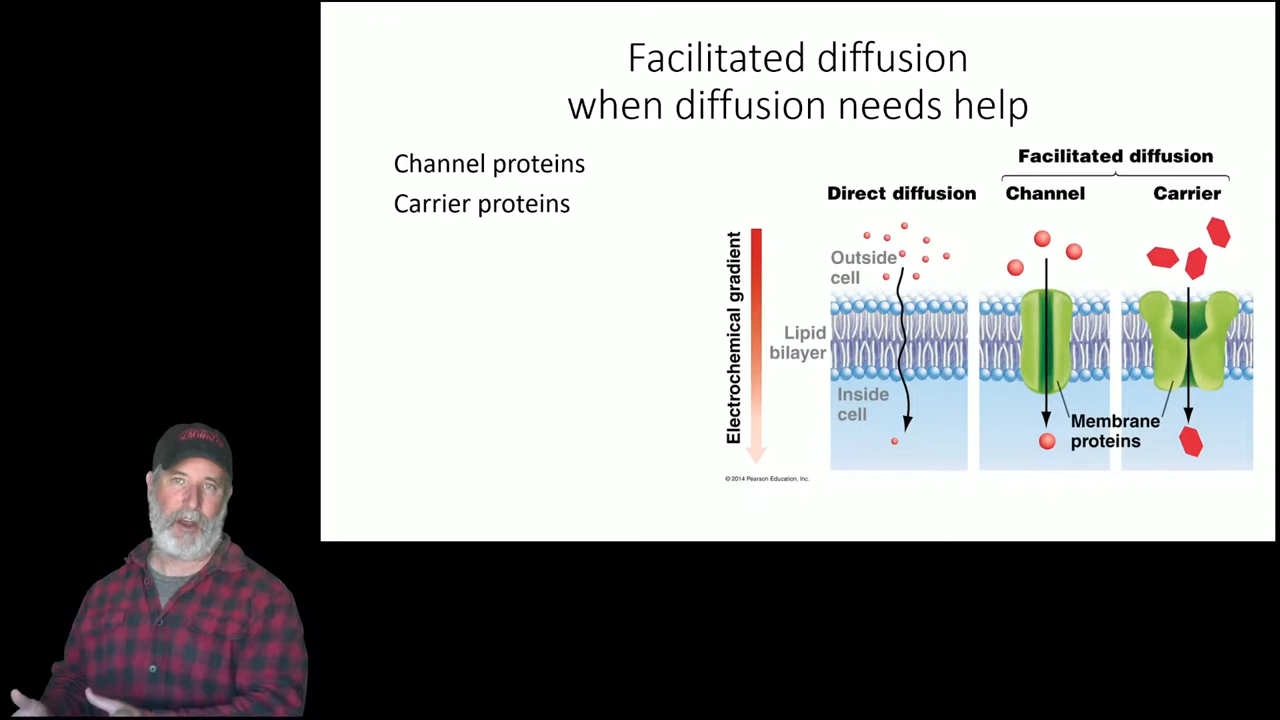 Facilitated diffusion
when diffusion needs help
Channel proteins
Carrier proteins
Facilitated diffusion
Direct diffusion
Channel
Carrier
Electrochemical gradient
Outside
cell
Lipid
bilayer
Inside
cell
Membrane
proteins
© 2014 Pearson Education, Inc.